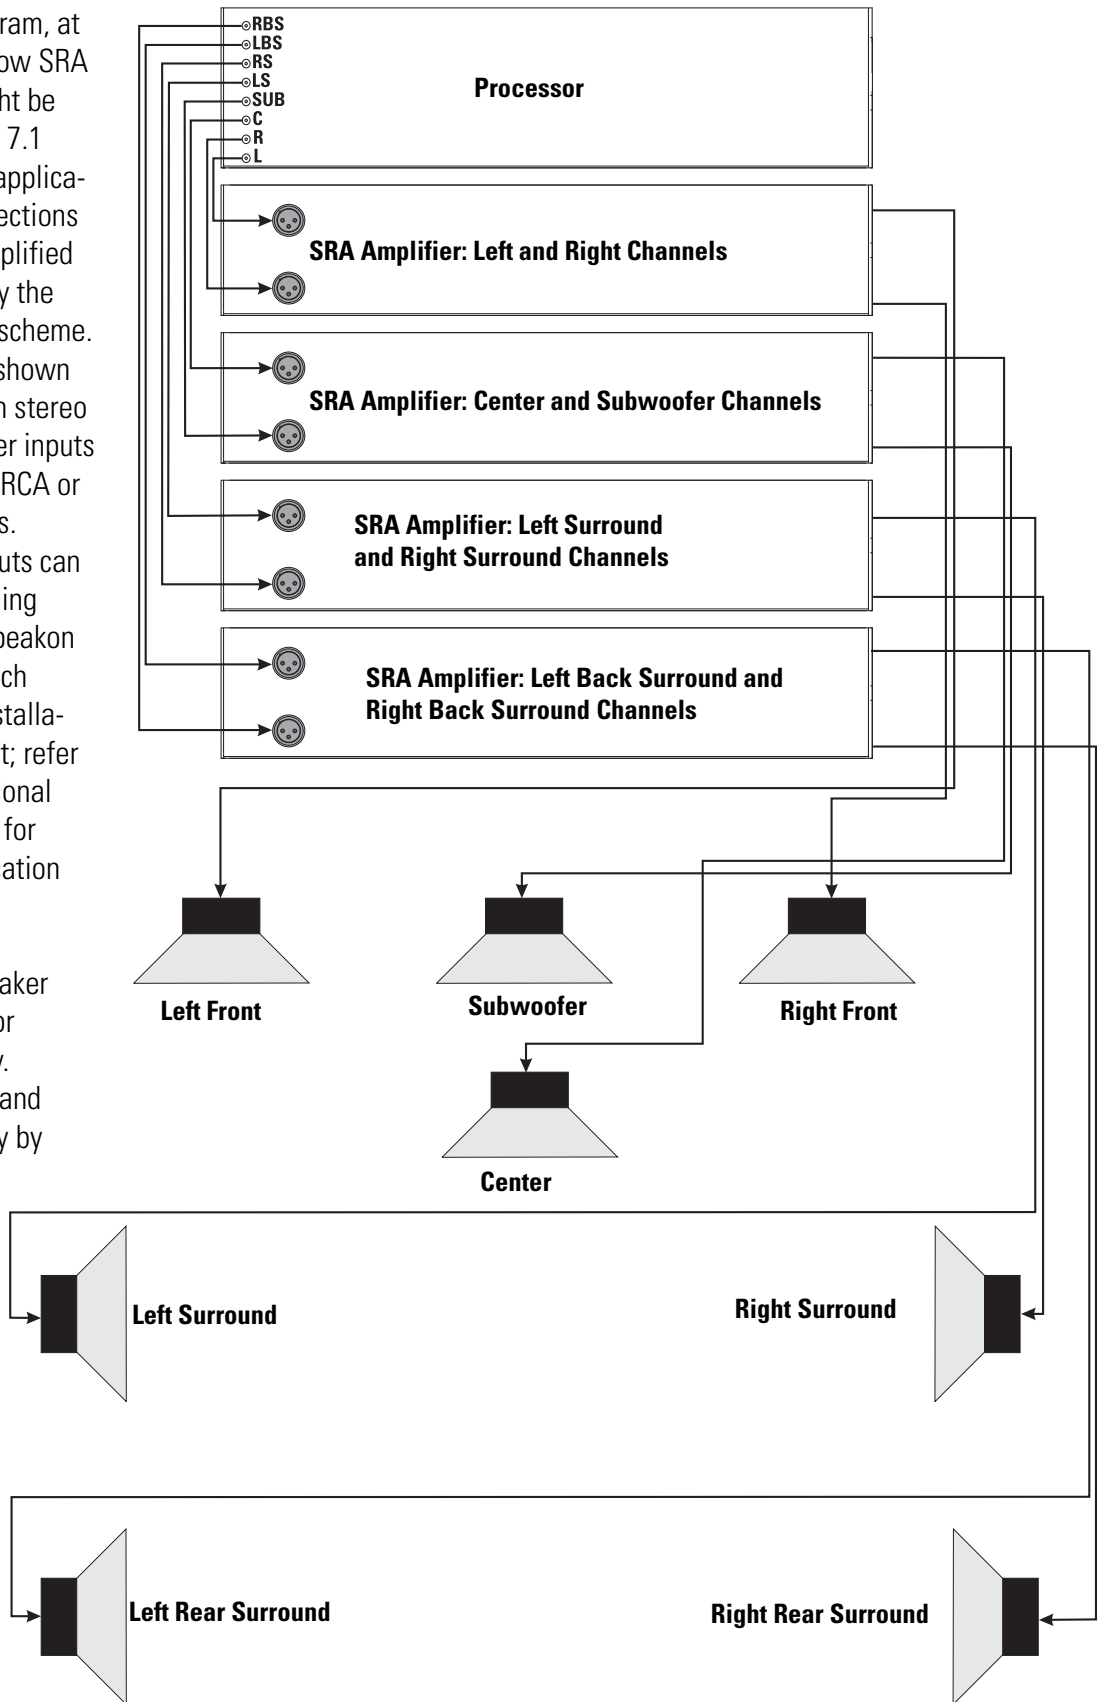 ram, at
ow SRA
ht be
7.1
applica-
ections
plified
y the
scheme.
shown
n stereo
er inputs
RCA or
s.
uts can
ing
peakon
ch
stalla-
t; refer
ional
for
cation
aker
or
y.
and
y by
RBS
LBS
RS
LS
SUB
C
R
L
Processor
SRA Amplifier: Left and Right Channels
SRA Amplifier: Center and Subwoofer Channels
SRA Amplifier: Left Surround
and Right Surround Channels
SRA Amplifier: Left Back Surround and
Right Back Surround Channels
Left Front
Subwoofer
Right Front
Center
Left Surround
Right Surround
Left Rear Surround
Right Rear Surround